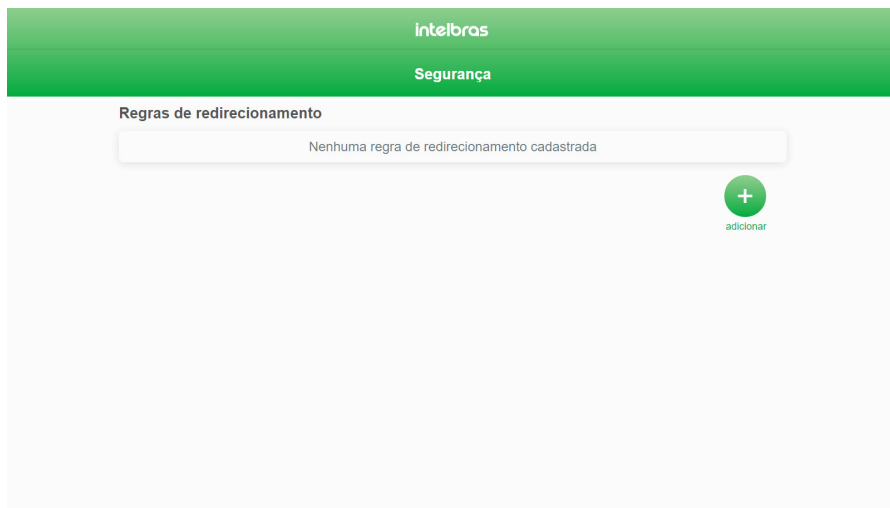 intelbras
Segurança
Regras de redirecionamento
Nenhuma regra de redirecionamento cadastrada
+
adicionar